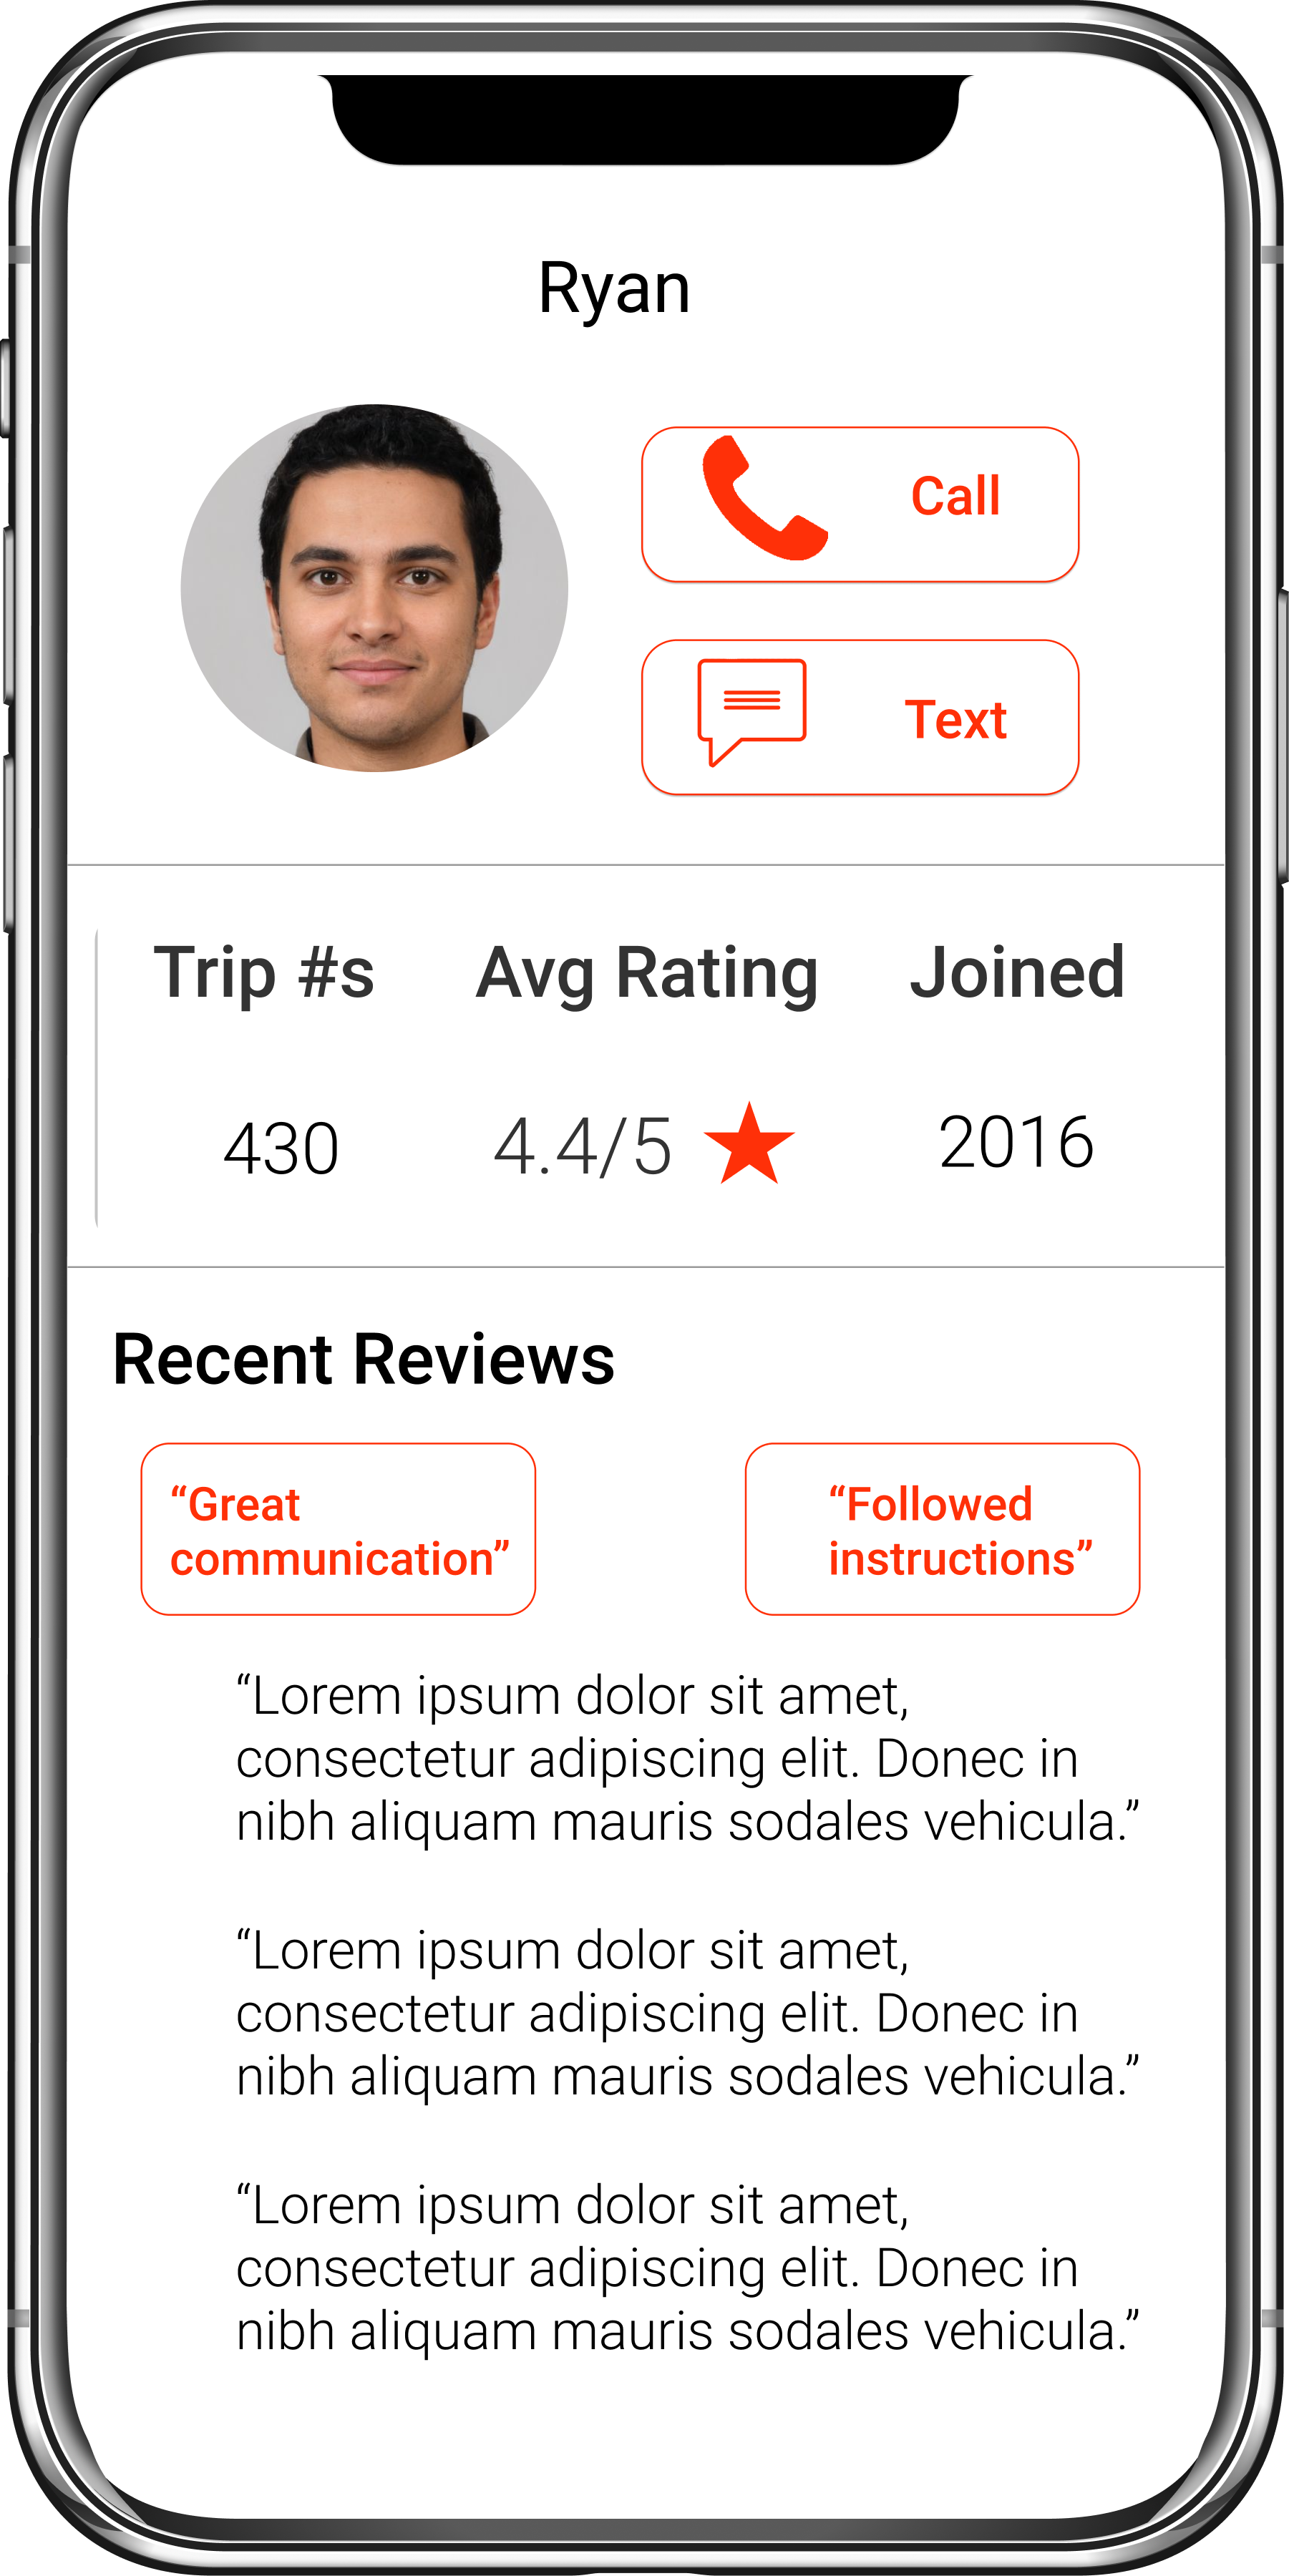 Ryan
Call
Text
Trip #s Avg Rating Joined
430 4.4/5 2016
Recent Reviews
“Great
communication”
“Followed
instructions”
“Lorem ipsum dolor sit amet,
consectetur adipiscing elit. Donec in
nibh aliquam mauris sodales vehicula.”
“Lorem ipsum dolor sit amet,
consectetur adipiscing elit. Donec in
nibh aliquam mauris sodales vehicula.”
“Lorem ipsum dolor sit amet,
consectetur adipiscing elit. Donec in
nibh aliquam mauris sodales vehicula.”